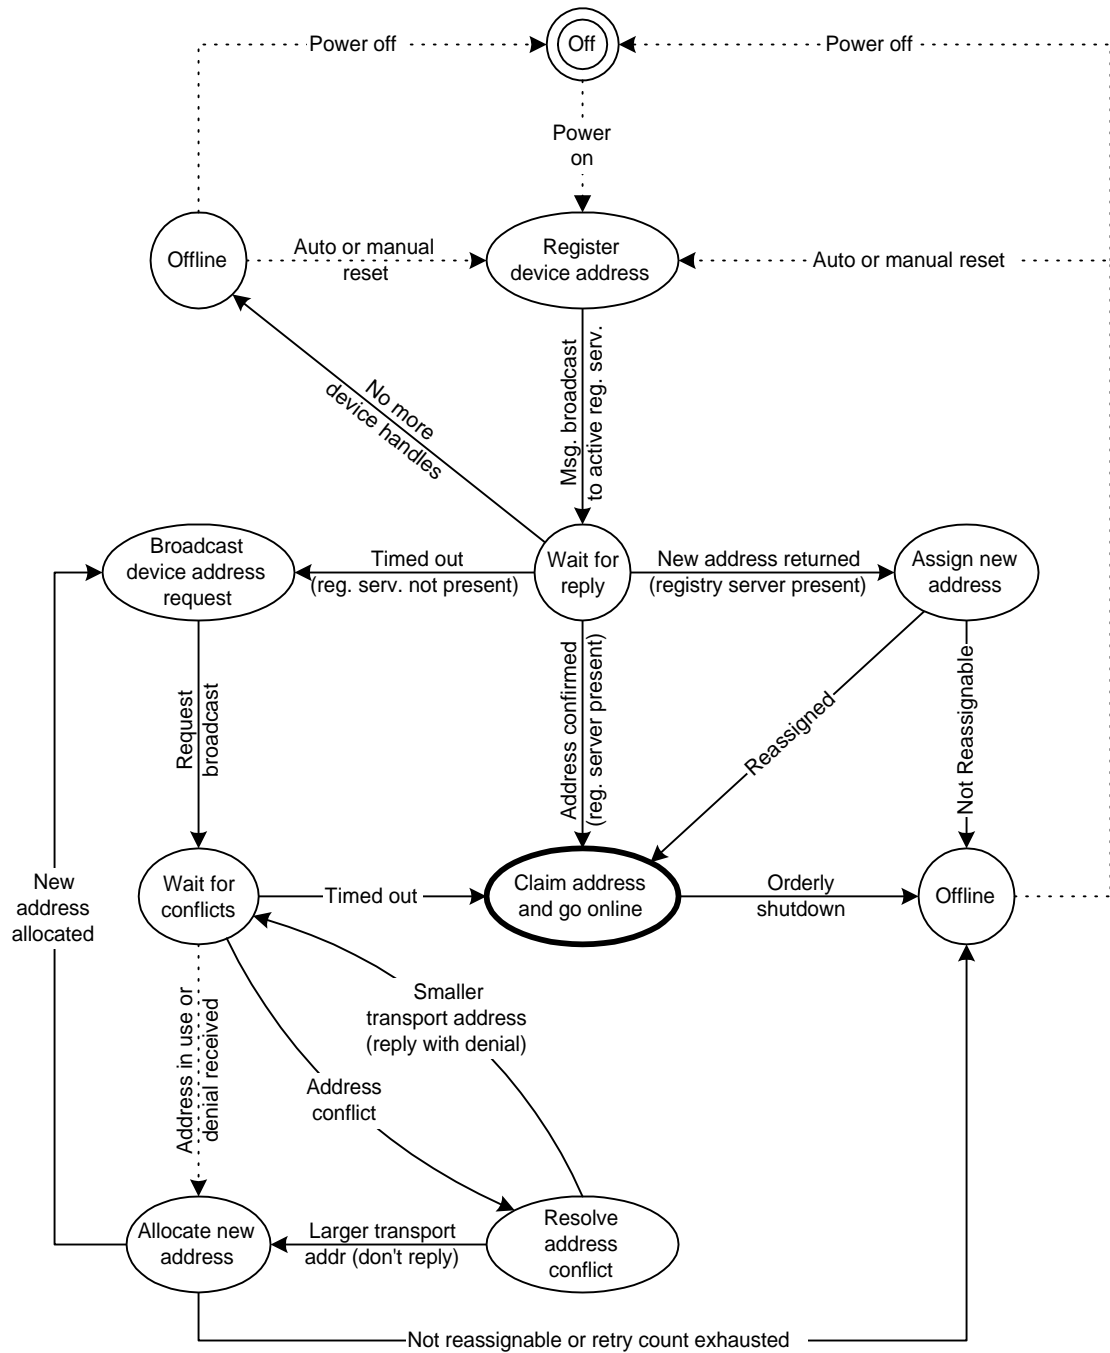 Power off
Off
Power off
Power
on
Offline
Auto or manual
reset
Register
device address
Auto or manual reset
No more
device handles
Msg. broadcast
to active reg. serv.
Broadcast
device address
request
Timed out
(reg. serv. not present)
Wait for
reply
New address returned
(registry server present)
Assign new
address
Request
broadcast
Address confirmed
(reg. server present)
Reassigned
Not Reassignable
New
address
allocated
Wait for
conflicts
Timed out
Claim address
and go online
Orderly
shutdown
Offline
Address in use or
denial received
Smaller
transport address
(reply with denial)
Address
conflict
Allocate new
address
Larger transport
addr (don't reply)
Resolve
address
conflict
Not reassignable or retry count exhausted